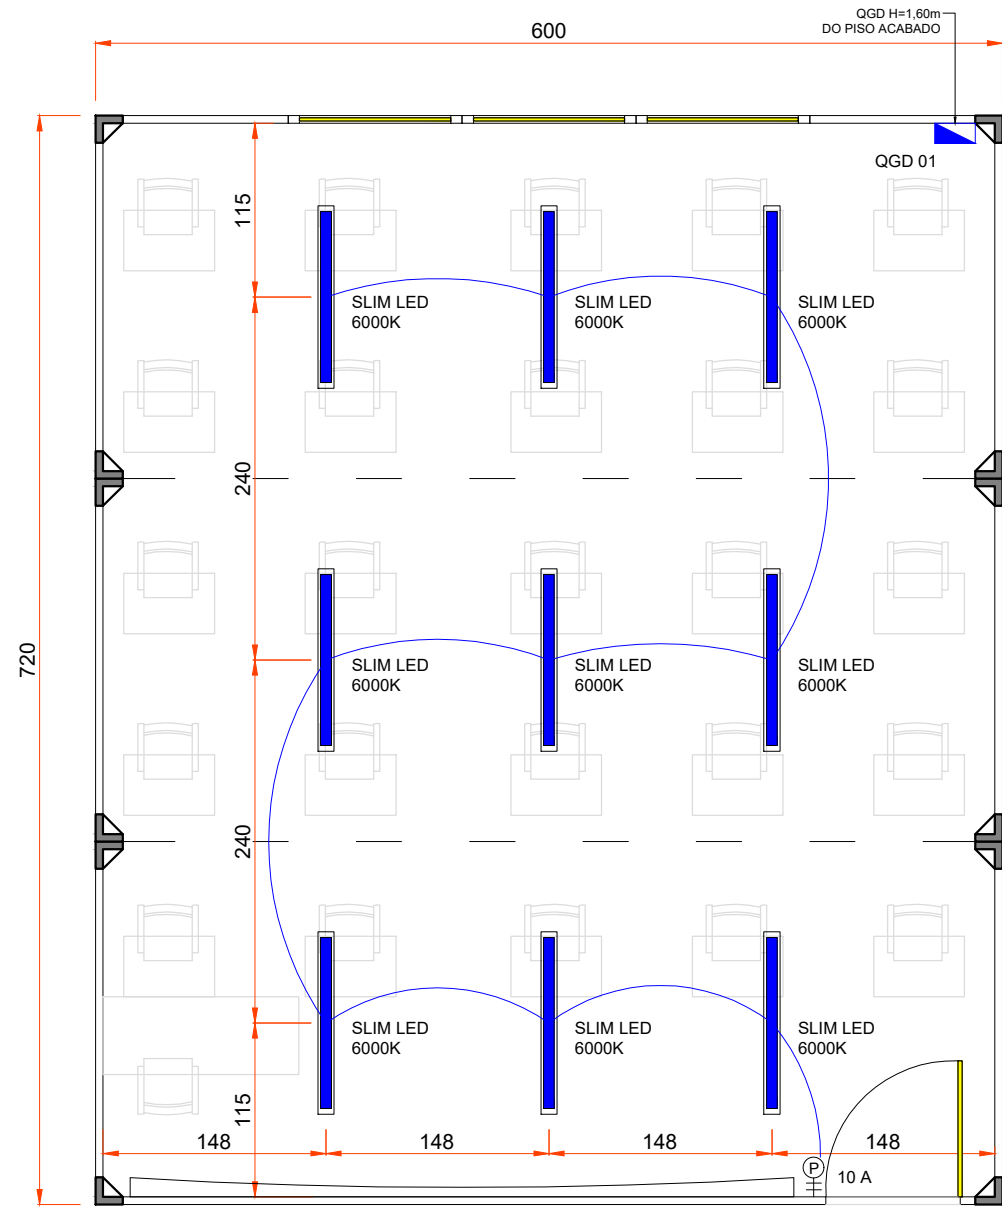 QGD H=1,60m
DO PISO ACABADO
600
QGD 01
115
SLIM LED
6000K
SLIM LED
6000K
SLIM LED
6000K
240
720
SLIM LED
6000K
SLIM LED
6000K
SLIM LED
6000K
240
SLIM LED
6000K
SLIM LED
6000K
SLIM LED
6000K
115
148
148
148
148
P
10 A